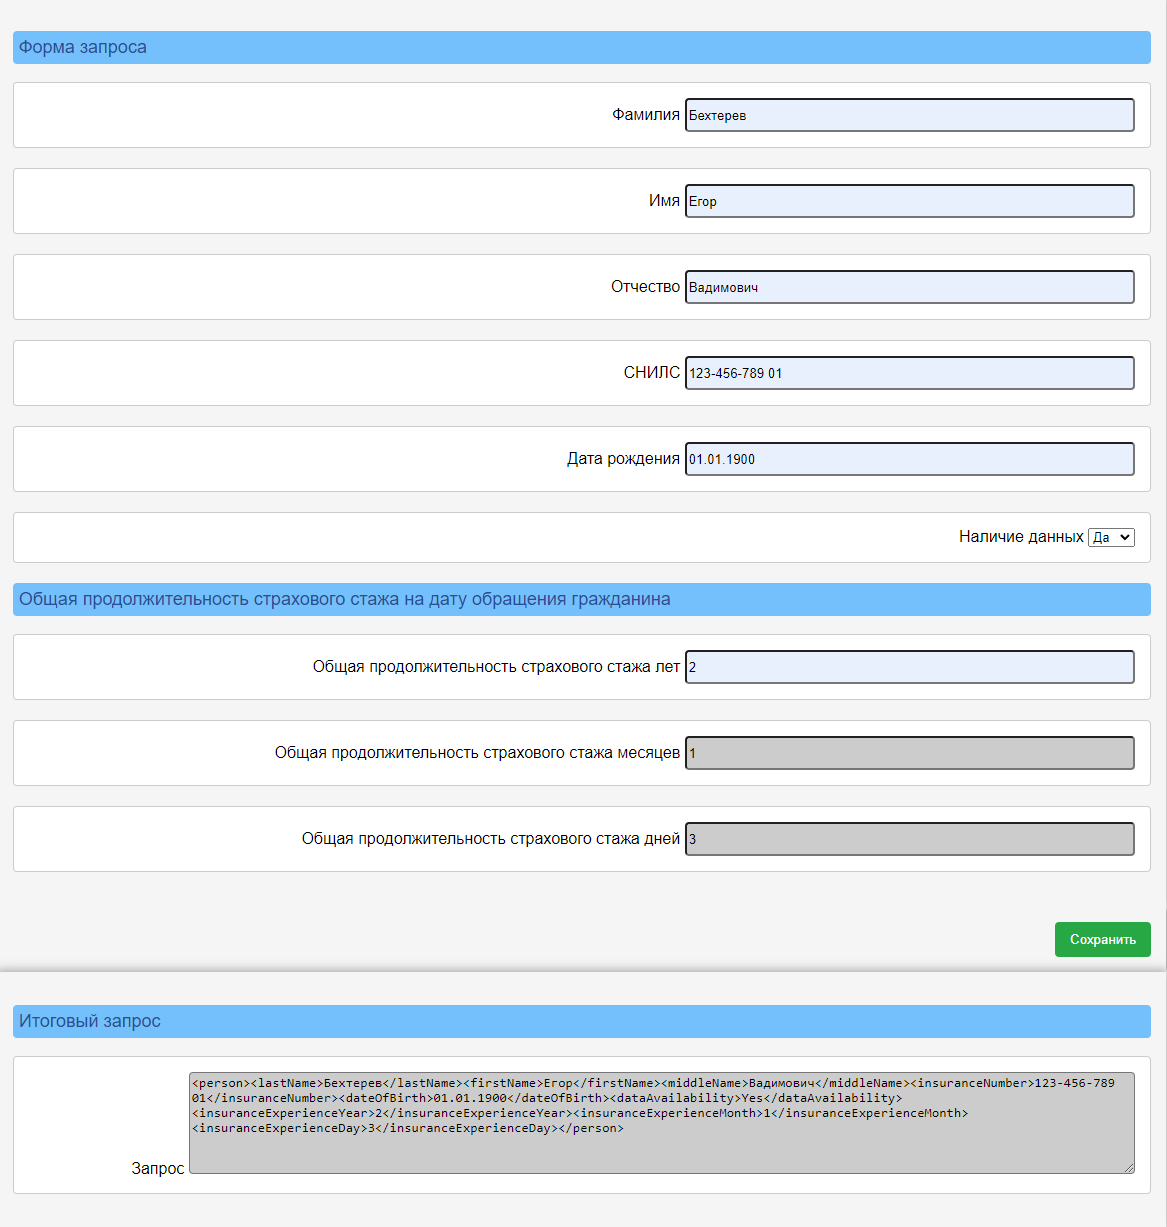 Форма запроса
Фамилия Бехтерев
Имя Егор
Отчество Вадимович
СНИЛС 123-456-789 01
Дата рождения 01.01.1900
Наличие данных Да
Общая продолжительность страхового стажа на дату обращения гражданина
Общая продолжительность страхового стажа лет 2
Общая продолжительность страхового стажа месяцев 1
Общая продолжительность страхового стажа дней 3
Сохранить
Итоговый запрос
<person><lastName>Бехтерев</lastName><firstName>Егор</firstName><middleName>Вадимович</middleName><insuranceNumber>123-456-789
01</insuranceNumber><dateOfBirth>01.01.1900</dateOfBirth><dataAvailability>Yes</dataAvailability>
<insuranceExperienceYear>2</insuranceExperienceYear><insuranceExperienceMonth>1</insuranceExperienceMonth>
<insuranceExperienceDay>3</insuranceExperienceDay></person>
Запрос